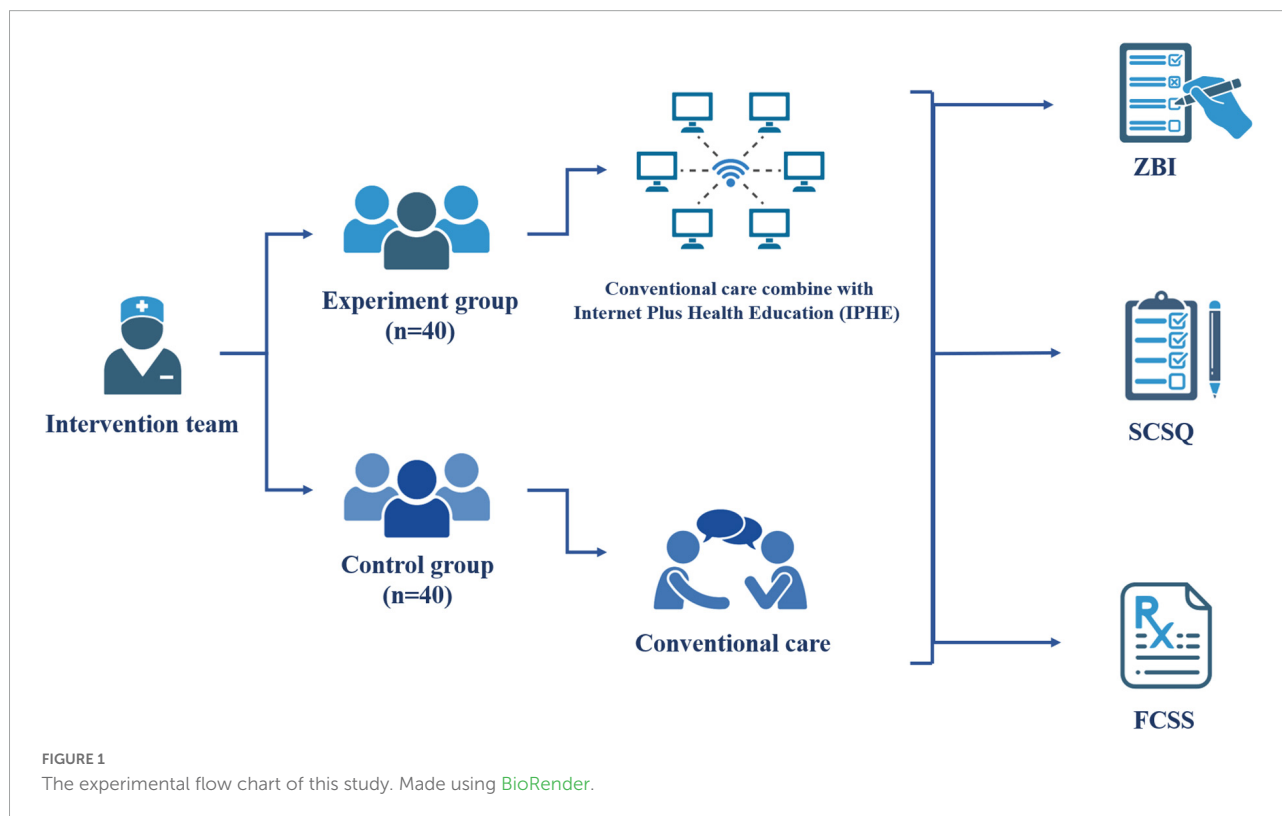 ZBI
Experiment group
(n=40)
Conventional care combine with
Internet Plus Health Education (IPHE)
Intervention team
SCSQ
Control group
(n=40)
Conventional care
Rx
FCSS
FIGURE 1
The experimental flow chart of this study. Made using BioRender.